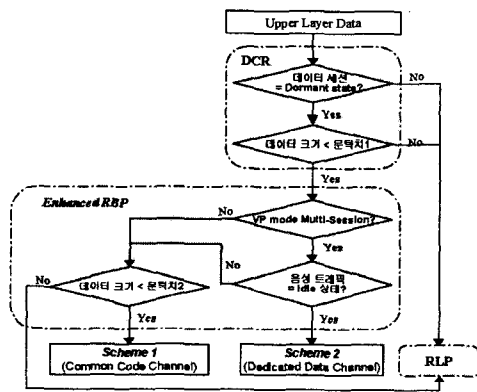 Upper Layer Data
DCR
데이터 세션
= Dormant state?
No
Yes
데이터 크기 < 문턱치1
No
Yes
Enhanced RBP
No
VP mode Multi-Session?
Yes
No
No
데이터 크기 < 문턱치2
음성 트래픽
= Idle 상태?
Yes
Yes
Scheme 1
(Common Code Channel)
Scheme 2
(Dedicated Data Channel)
RLP